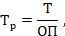 Тр = Т / ОП ,